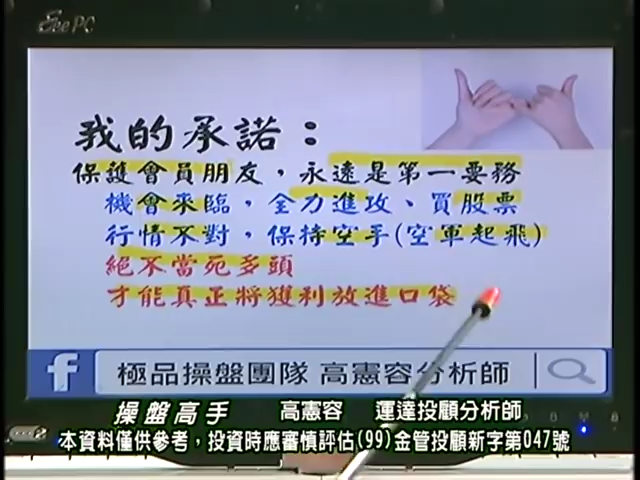 Eee PC
我的承諾：
保護會員朋友，永遠是第一要務
機會來臨，全力進攻、買股票
行情不對，保持空手(空軍起飛)
絕不當死多頭
才能真正將獲利放進口袋
f 極品操盤團隊 高憲容分析師
操盤高手 高憲容 運達投顧分析師
本資料僅供參考，投資時應審慎評估(99)金管投顧新字第047號